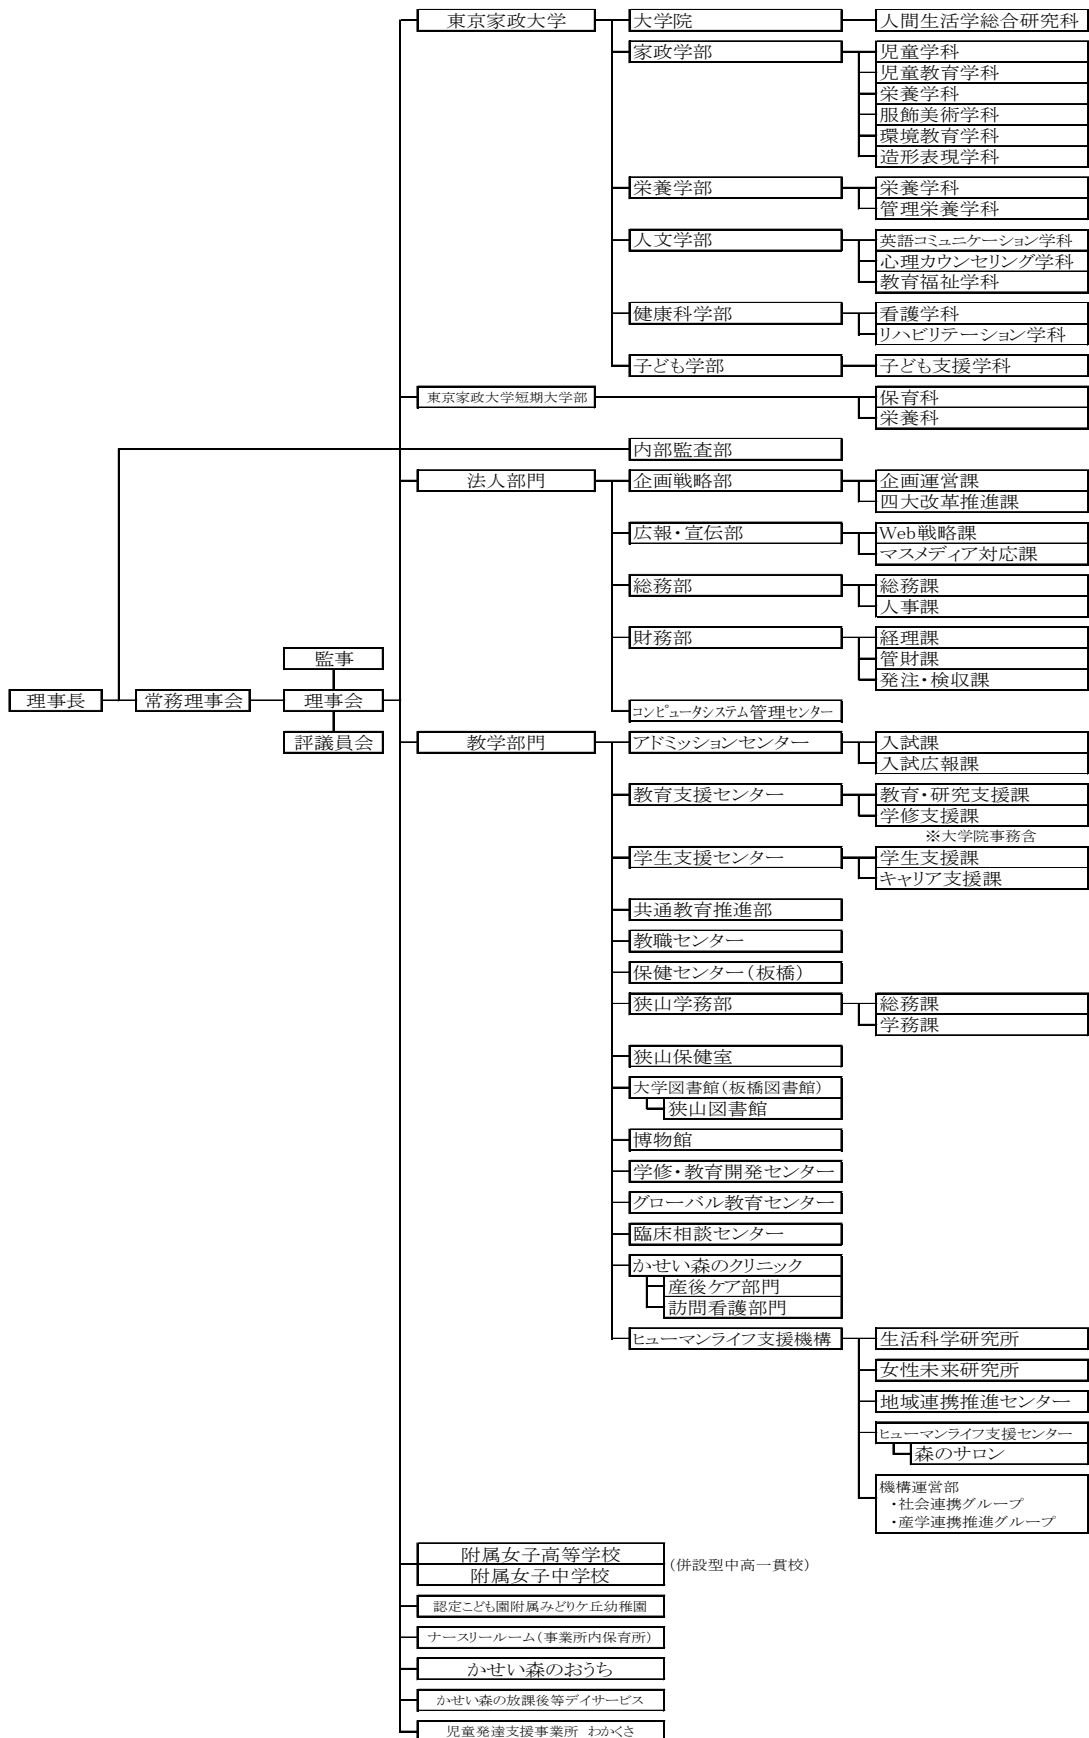 東京家政大学
大学院
人間生活学総合研究科
家政学部
児童学科
児童教育学科
栄養学科
服飾美術学科
環境教育学科
造形表現学科
栄養学部
栄養学科
管理栄養学科
人文学部
英語コミュニケーション学科
心理カウンセリング学科
教育福祉学科
健康科学部
看護学科
リハビリテーション学科
子ども学部
子ども支援学科
東京家政大学短期大学部
保育科
栄養科
内部監査部
法人部門
企画戦略部
企画運営課
四大改革推進課
広報・宣伝部
Web戦略課
マスメディア対応課
総務部
総務課
人事課
財務部
経理課
管財課
発注・検収課
監事
理事長
常務理事会
理事会
評議員会
コンピュータシステム管理センター
教学部門
アドミッションセンター
入試課
入試広報課
教育支援センター
教育・研究支援課
学修支援課
※大学院事務含
学生支援センター
学生支援課
キャリア支援課
共通教育推進部
教職センター
保健センター(板橋)
狭山学務部
総務課
学務課
狭山保健室
大学図書館(板橋図書館)
狭山図書館
博物館
学修・教育開発センター
グローバル教育センター
臨床相談センター
かせい森のクリニック
産後ケア部門
訪問看護部門
ヒューマンライフ支援機構
生活科学研究所
女性未来研究所
地域連携推進センター
ヒューマンライフ支援センター
森のサロン
機構運営部
・社会連携グループ
・産学連携推進グループ
附属女子高等学校
附属女子中学校
(併設型中高一貫校)
認定こども園附属みどりケ丘幼稚園
ナースリールーム(事業所内保育所)
かせい森のおうち
かせい森の放課後等デイサービス
児童発達支援事業所 わかくさ